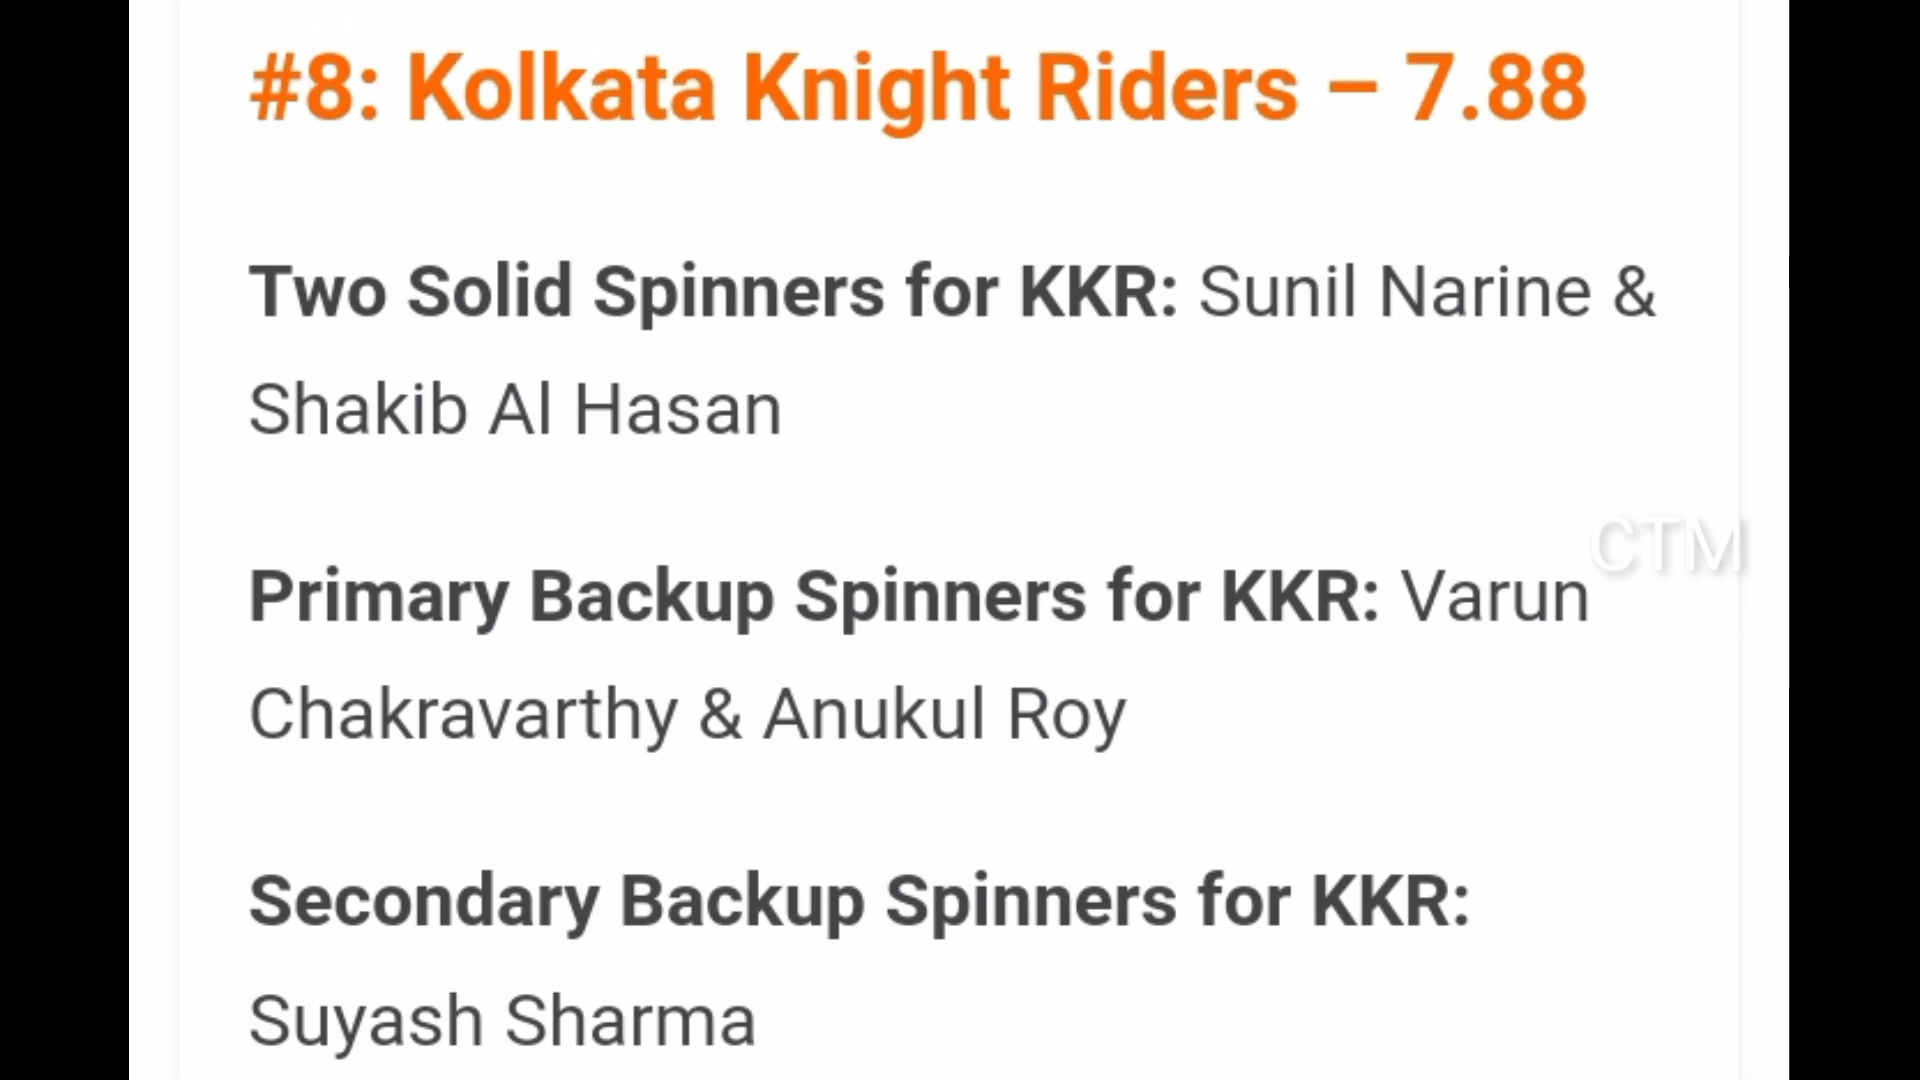 #8: Kolkata Knight Riders – 7.88
Two Solid Spinners for KKR: Sunil Narine &
Shakib Al Hasan
CTM
Primary Backup Spinners for KKR: Varun
Chakravarthy & Anukul Roy
Secondary Backup Spinners for KKR:
Suyash Sharma